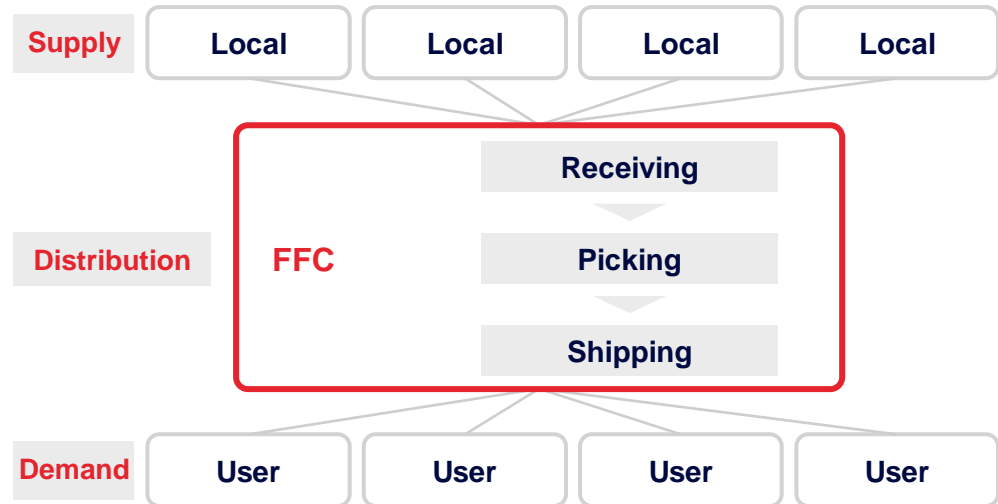 Supply
Local
Local
Local
Local
Receiving
Distribution
FFC
Picking
Shipping
Demand
User
User
User
User